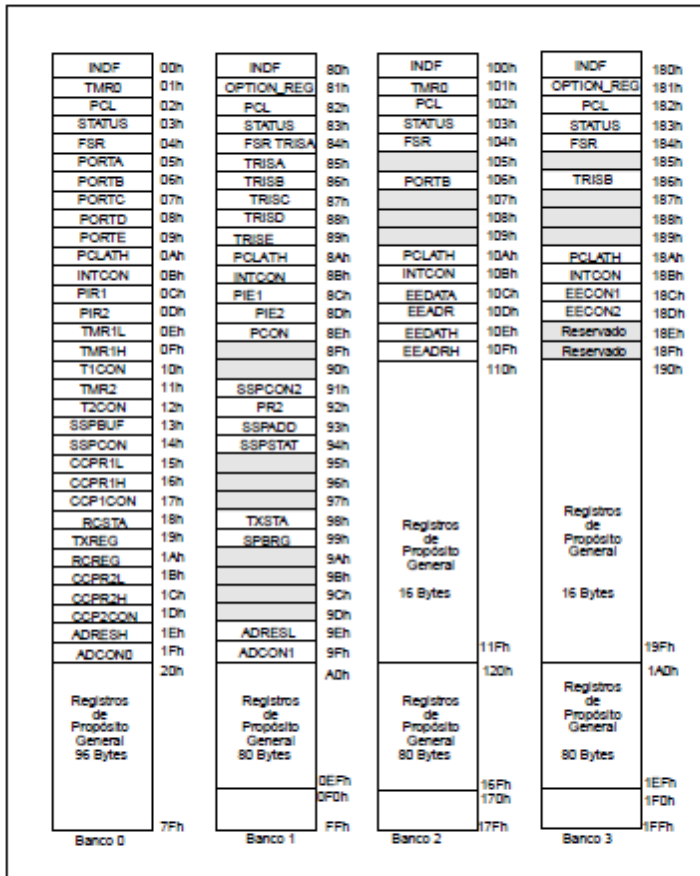 INDF 00h
TMR0 01h
PCL 02h
STATUS 03h
FSR 04h
PORTA 05h
PORTB 06h
PORTC 07h
PORTD 08h
PORTE 09h
PCLATH 0Ah
INTCON 0Bh
PIR1 0Ch
PIR2 0Dh
TMR1L 0Eh
TMR1H 0Fh
T1CON 10h
TMR2 11h
T2CON 12h
SSPBUF 13h
SSPCON 14h
CCPR1L 15h
CCPR1H 16h
CCP1CON 17h
RCSTA 18h
TXREG 19h
RCREG 1Ah
CCPR2L 1Bh
CCPR2H 1Ch
CCP2CON 1Dh
ADRESH 1Eh
ADCON0 1Fh
20h
Registros
de
Propósito
General
96 Bytes
7Fh
Banco 0
INDF 80h
OPTION_REG 81h
PCL 82h
STATUS 83h
FSR TRISA 84h
TRISA 85h
TRISB 86h
TRISC 87h
TRISD 88h
TRISE 89h
PCLATH 8Ah
INTCON 8Bh
PIE1 8Ch
PIE2 8Dh
PCON 8Eh
8Fh
90h
SSPCON2 91h
PR2 92h
SSPADD 93h
SSPSTAT 94h
95h
96h
97h
TXSTA 98h
SPBRG 99h
9Ah
9Bh
9Ch
9Dh
ADRESL 9Eh
ADCON1 9Fh
A0h
Registros
de
Propósito
General
80 Bytes
0EFh
0F0h
FFh
Banco 1
INDF 100h
TMR0 101h
PCL 102h
STATUS 103h
FSR 104h
105h
PORTB 106h
107h
108h
109h
PCLATH 10Ah
INTCON 10Bh
EEDATA 10Ch
EEADR 10Dh
EEDATH 10Eh
EEADRH 10Fh
110h
Registros
de
Propósito
General
16 Bytes
11Fh
120h
Registros
de
Propósito
General
80 Bytes
16Fh
170h
17Fh
Banco 2
INDF 180h
OPTION_REG 181h
PCL 182h
STATUS 183h
FSR 184h
185h
TRISB 186h
187h
188h
189h
PCLATH 18Ah
INTCON 18Bh
EECON1 18Ch
EECON2 18Dh
Reservado 18Eh
Reservado 18Fh
190h
Registros
de
Propósito
General
16 Bytes
19Fh
1A0h
Registros
de
Propósito
General
80 Bytes
1EFh
1F0h
1FFh
Banco 3